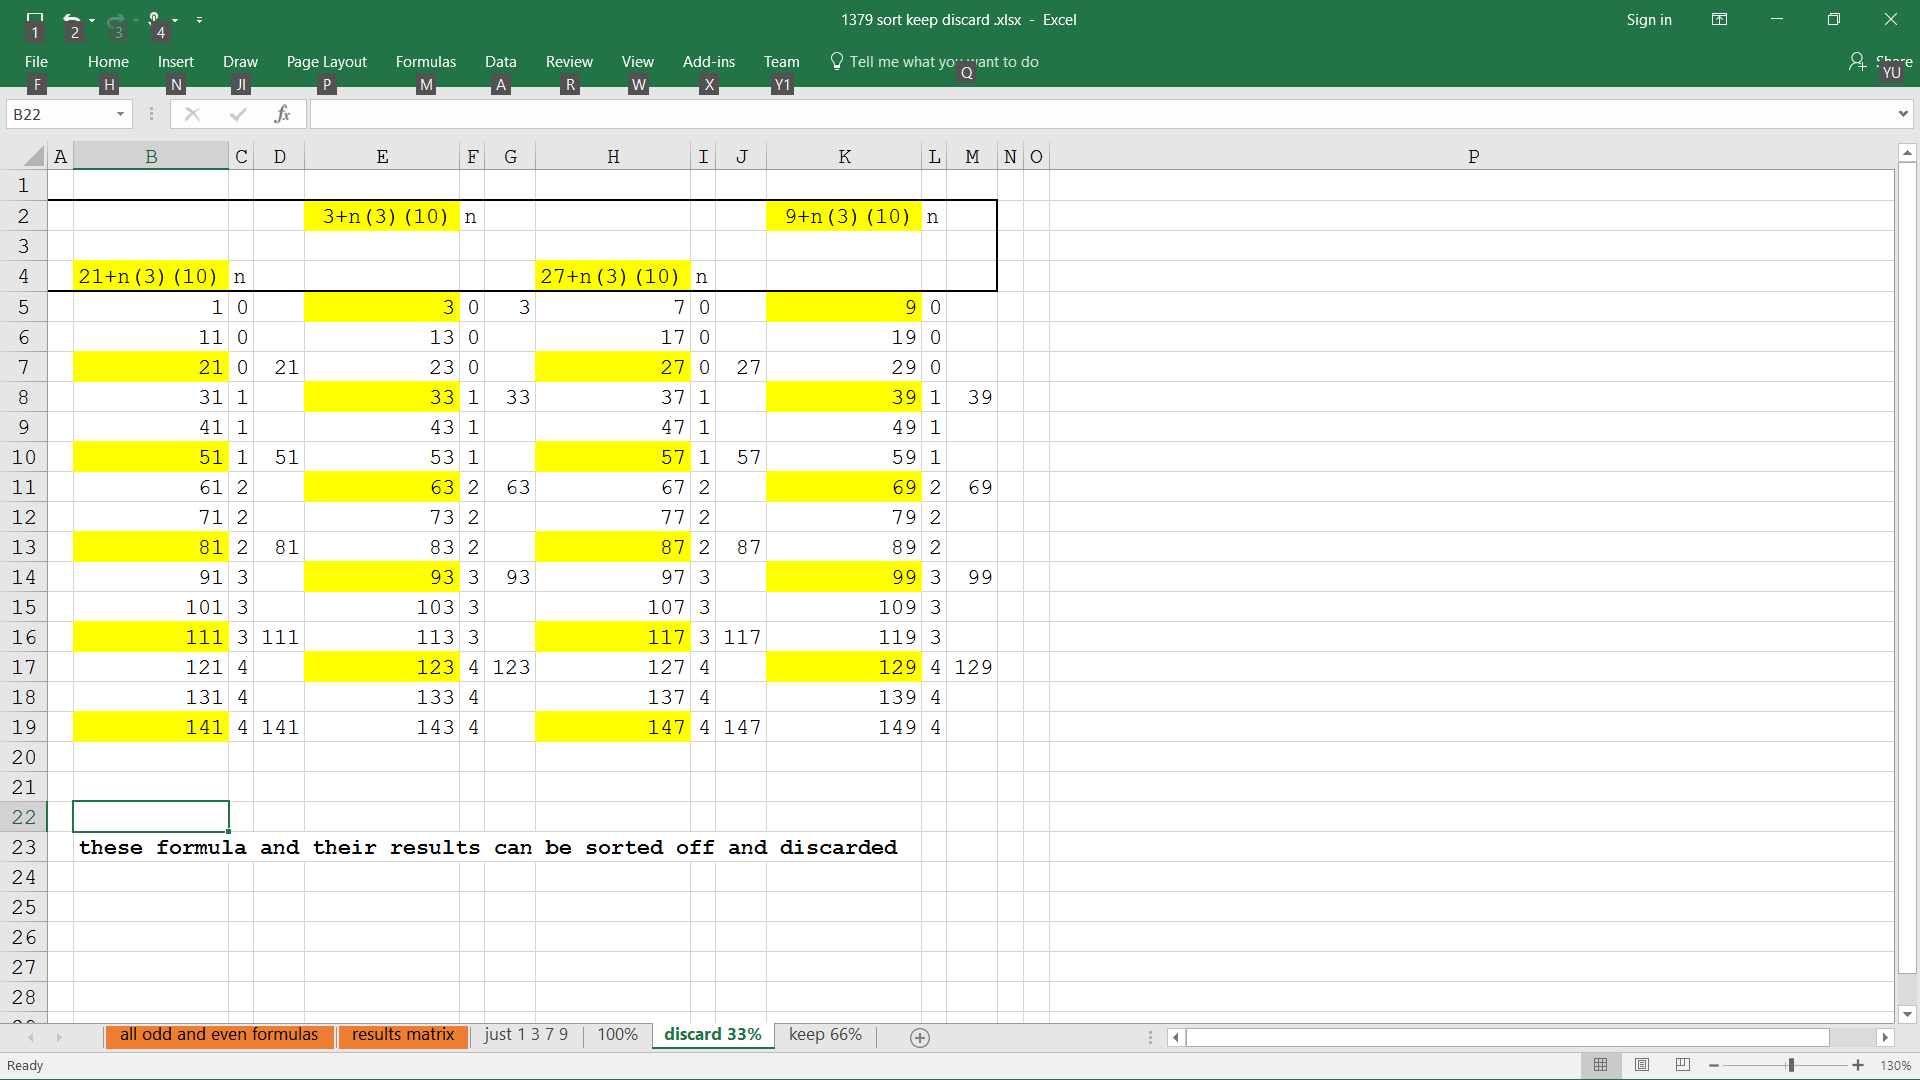 1379 sort keep discard .xlsx - Excel
Sign in
1 2 3 4
File Home Insert Draw Page Layout Formulas Data Review View Add-ins Team Tell me what you want to do Share
F H N JI P M A R W X Y1 Q YU
B22 fx
A B C D E F G H I J K L M N O P
1
2 3+n(3)(10) n 9+n(3)(10) n
3
4 21+n(3)(10) n 27+n(3)(10) n
5 1 0 3 0 3 7 0 9 0
6 11 0 13 0 17 0 19 0
7 21 0 21 23 0 27 0 27 29 0
8 31 1 33 1 33 37 1 39 1 39
9 41 1 43 1 47 1 49 1
10 51 1 51 53 1 57 1 57 59 1
11 61 2 63 2 63 67 2 69 2 69
12 71 2 73 2 77 2 79 2
13 81 2 81 83 2 87 2 87 89 2
14 91 3 93 3 93 97 3 99 3 99
15 101 3 103 3 107 3 109 3
16 111 3 111 113 3 117 3 117 119 3
17 121 4 123 4 123 127 4 129 4 129
18 131 4 133 4 137 4 139 4
19 141 4 141 143 4 147 4 147 149 4
20
21
22
23 these formula and their results can be sorted off and discarded
24
25
26
27
28
all odd and even formulas results matrix just 1 3 7 9 100% discard 33% keep 66%
Ready 130%